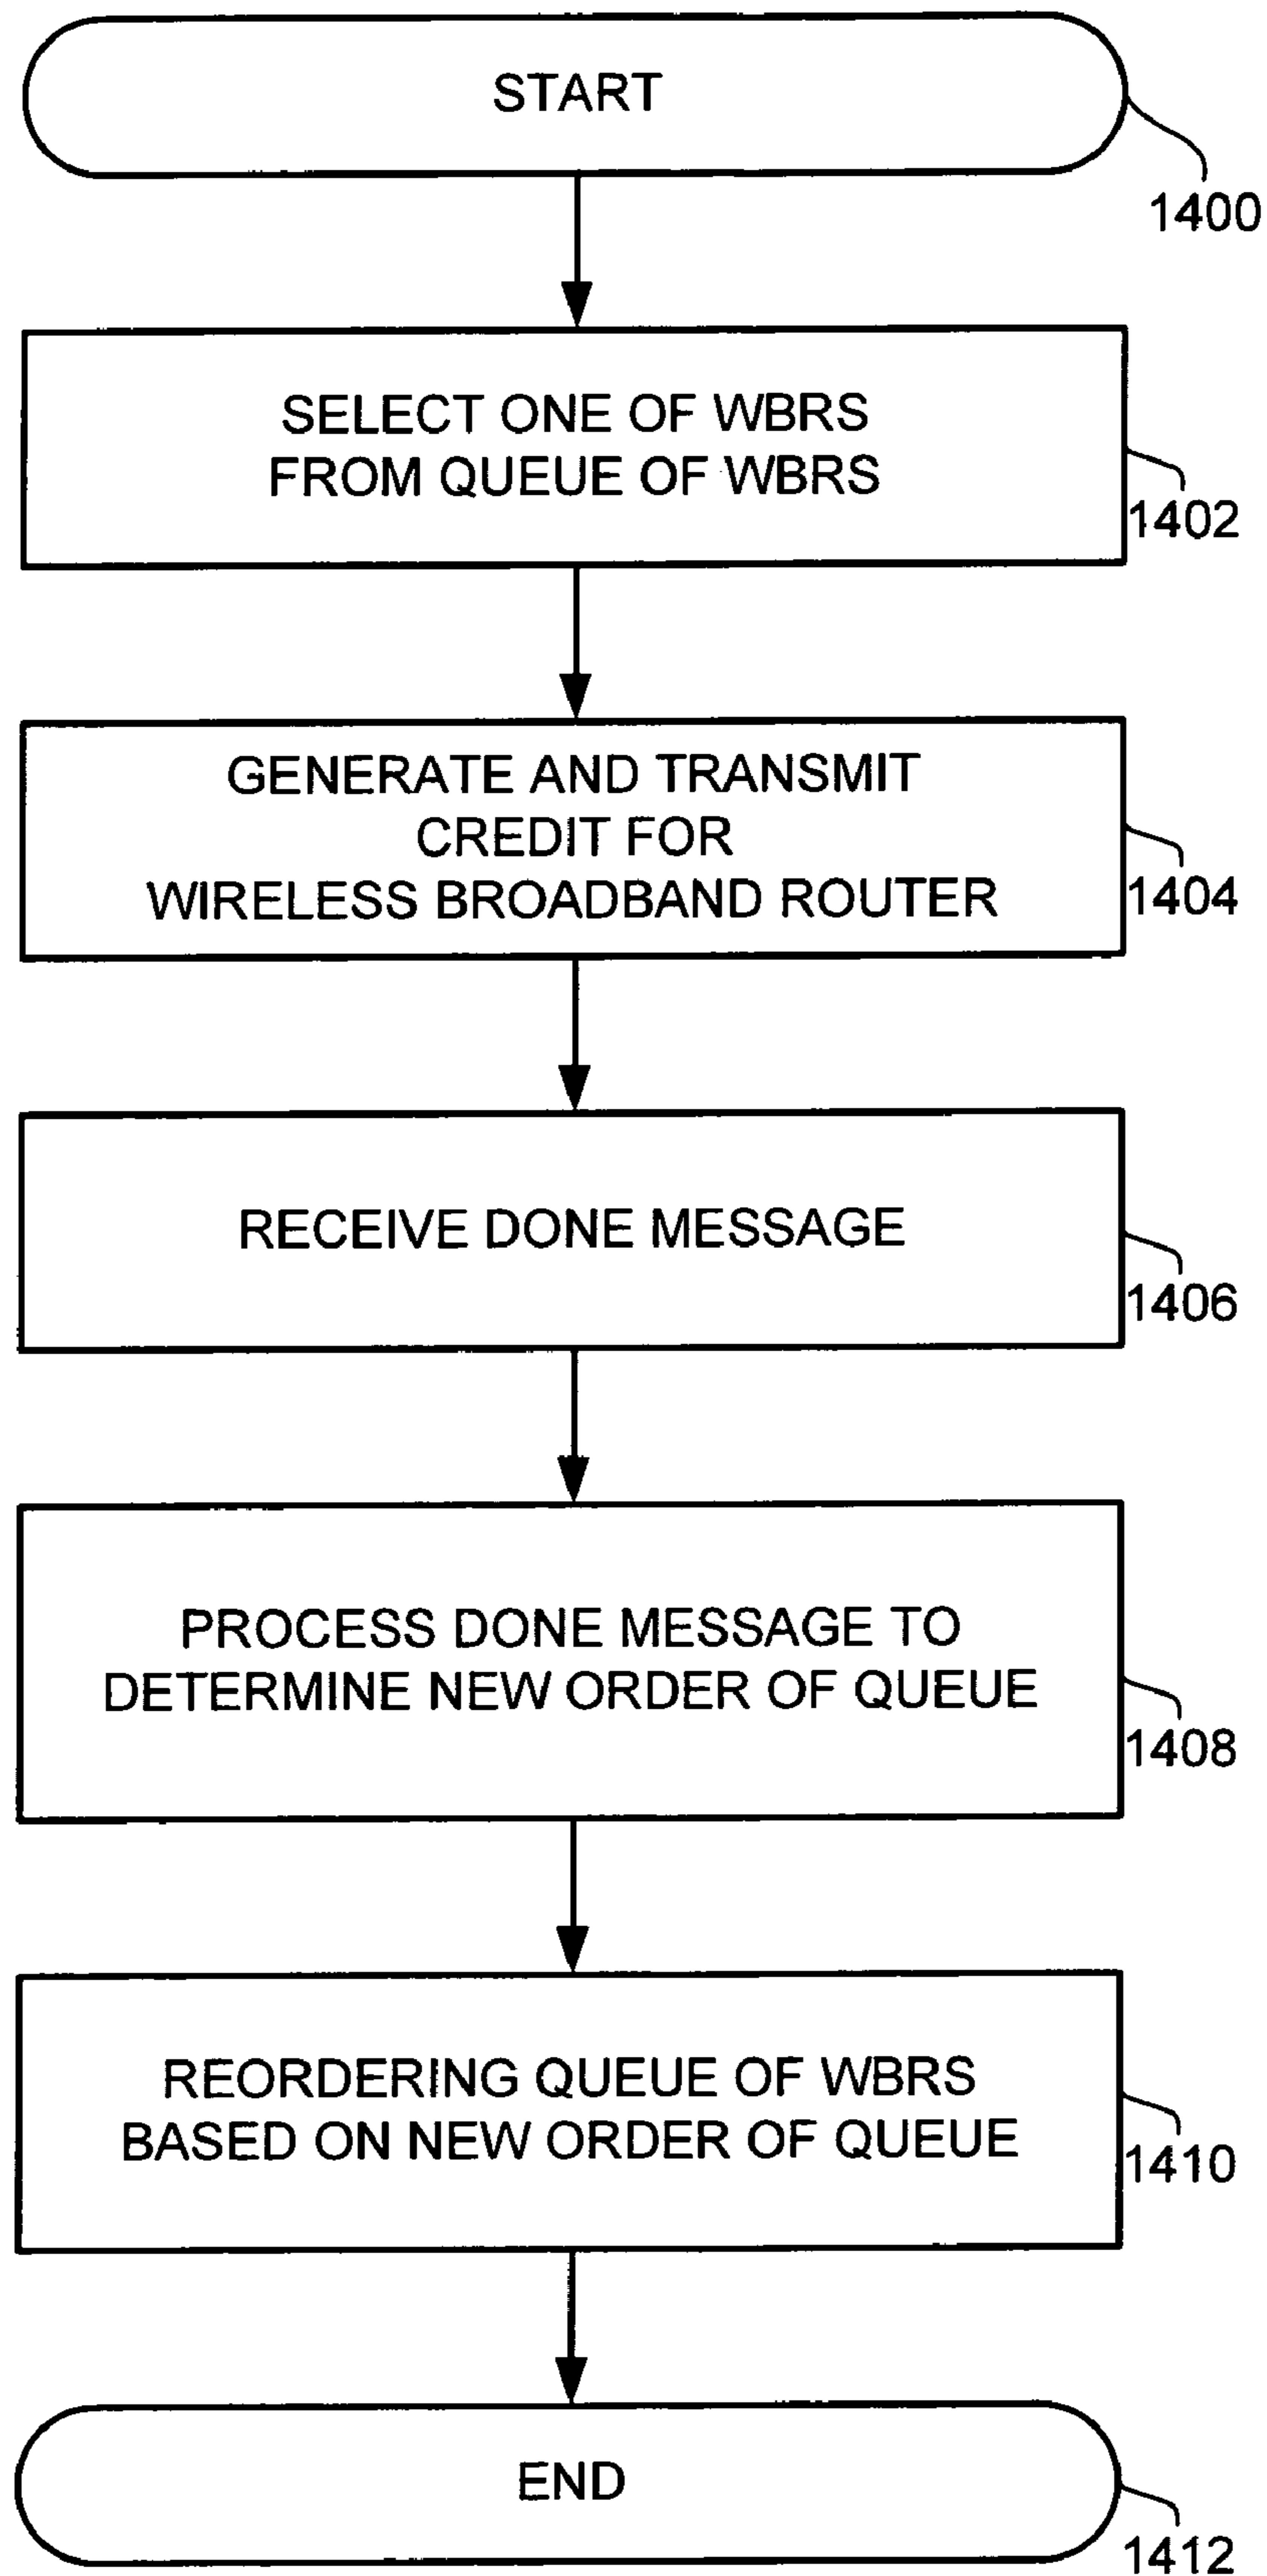 START
1400
SELECT ONE OF WBRS
FROM QUEUE OF WBRS
1402
GENERATE AND TRANSMIT
CREDIT FOR
WIRELESS BROADBAND ROUTER
1404
RECEIVE DONE MESSAGE
1406
PROCESS DONE MESSAGE TO
DETERMINE NEW ORDER OF QUEUE
1408
REORDERING QUEUE OF WBRS
BASED ON NEW ORDER OF QUEUE
1410
END
1412